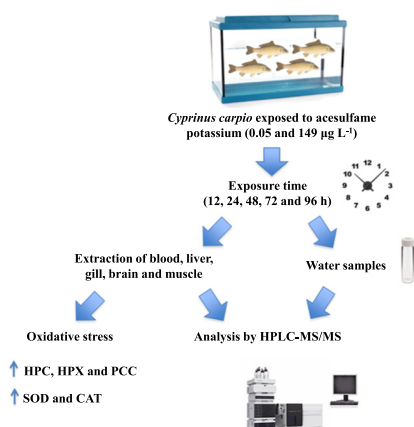 Cyprinus carpio exposed to acesulfame
potassium (0.05 and 149 µg L-1)
Exposure time
(12, 24, 48, 72 and 96 h)
12
1
2
3
4
5
6
7
8
9
10
11
Extraction of blood, liver,
gill, brain and muscle
Water samples
Oxidative stress
Analysis by HPLC-MS/MS
HPC, HPX and PCC
SOD and CAT